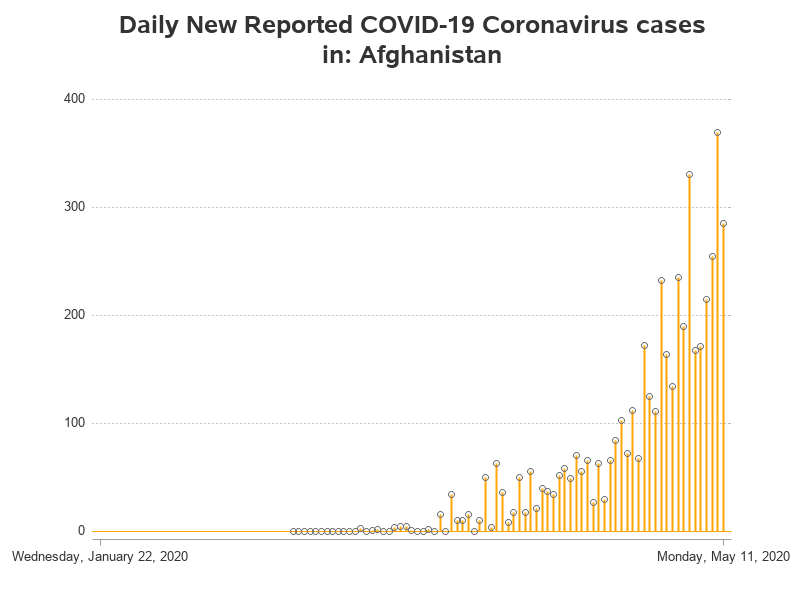 Daily New Reported COVID-19 Coronavirus cases
in: Afghanistan
400
300
200
100
0
Wednesday, January 22, 2020
Monday, May 11, 2020